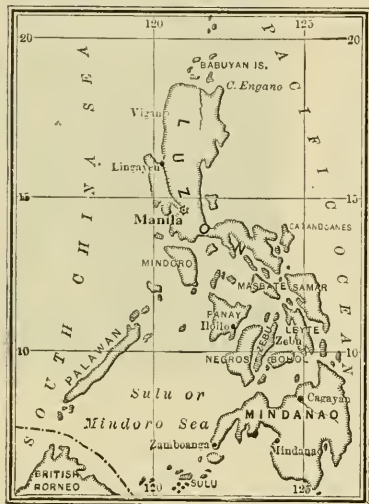 120 125
20 20
PACIFIC OCEAN
BABUYAN IS.
C. Engano
SOUTH CHINA SEA
Vigan
LUZON
Lingayen
15 15
Manila
CATANDUANES
MINDORO
MASBATE
SAMAR
PANAY
Iloilo
LEYTE
ZEBU
Zebu
10 10
NEGROS
BOHOL
PALAWAN
Sulu or
Mindoro Sea
Cagayan
MINDANAO
Zamboanga
Mindanao
BRITISH
BORNEO
SULU
120 125